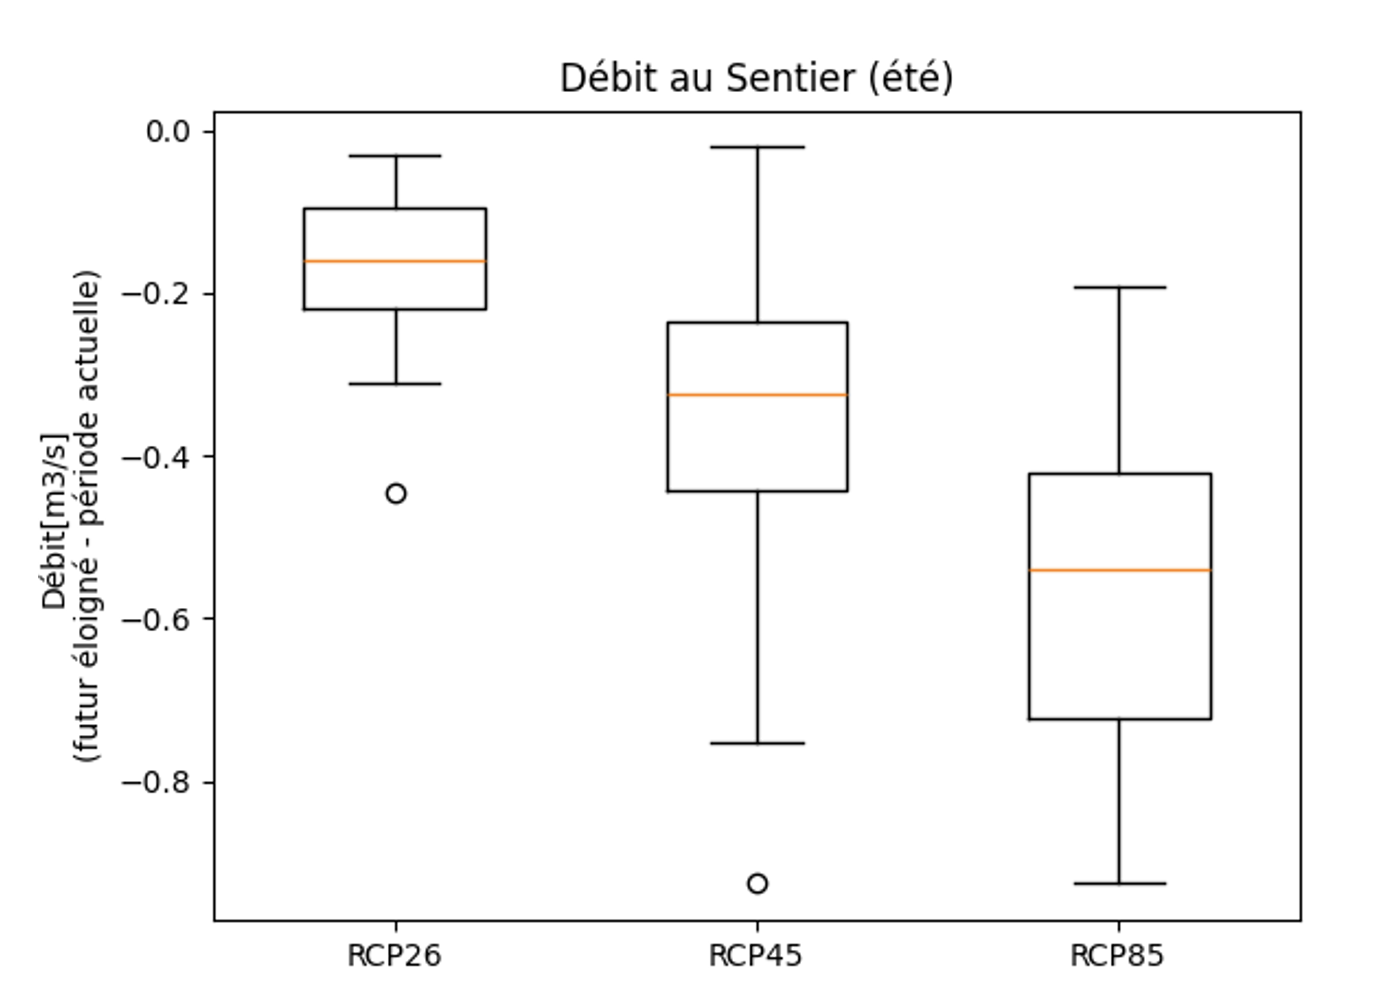 Débit au Sentier (été)
Débit[m3/s]
(futur éloigné - période actuelle)
0.0
−0.2
−0.4
−0.6
−0.8
RCP26
RCP45
RCP85